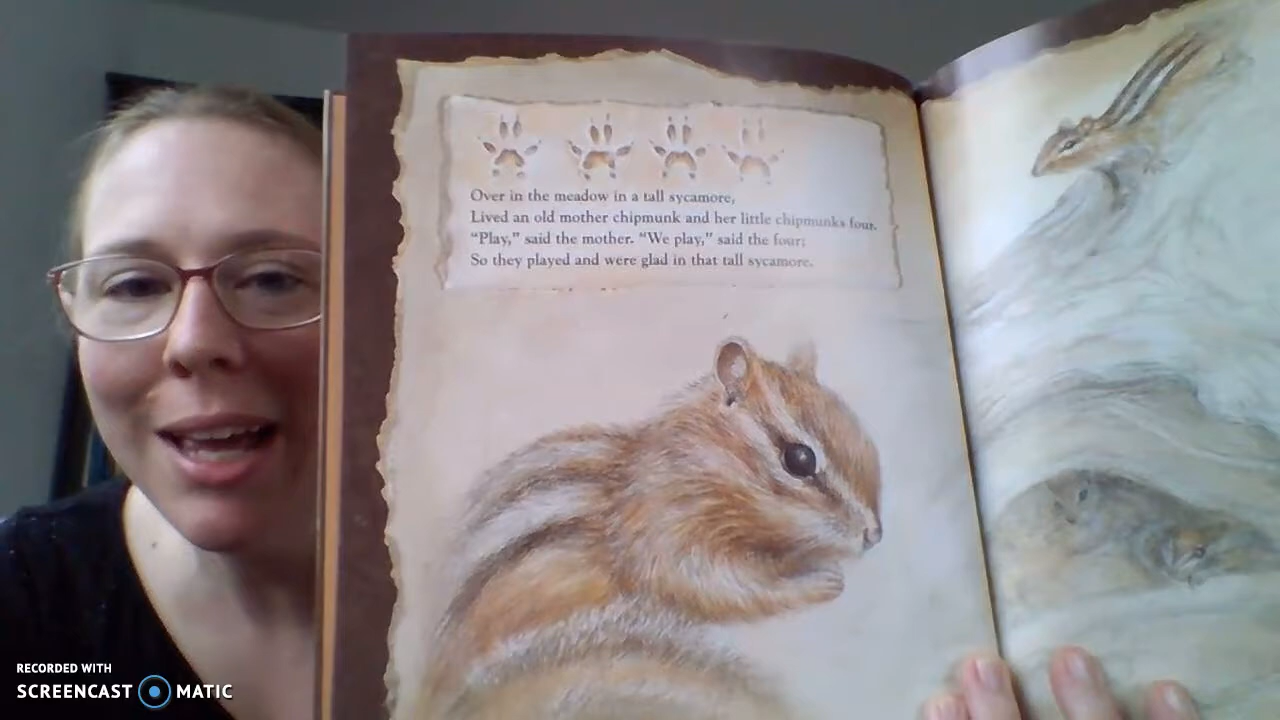 Over in the meadow in a tall sycamore,
Lived an old mother chipmunk and her little chipmunks four.
"Play," said the mother. "We play," said the four;
So they played and were glad in that tall sycamore.
RECORDED WITH
SCREENCAST MATIC